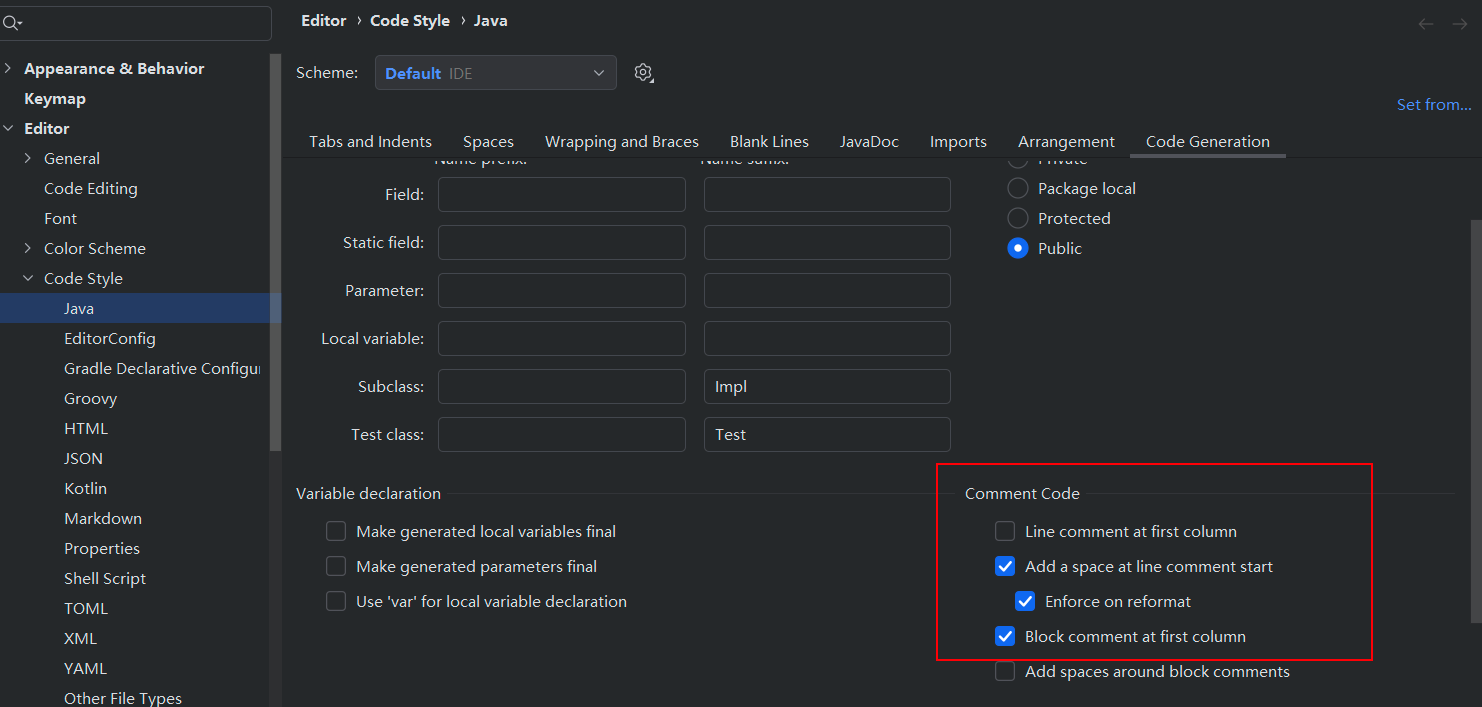 Editor › Code Style › Java
Appearance & Behavior
Keymap
Editor
General
Code Editing
Font
Color Scheme
Code Style
Java
EditorConfig
Gradle Declarative Configu
Groovy
HTML
JSON
Kotlin
Markdown
Properties
Shell Script
TOML
XML
YAML
Other File Types
Scheme: Default IDE
Set from...
Tabs and Indents Spaces Wrapping and Braces Blank Lines JavaDoc Imports Arrangement Code Generation
Name prefix: Name suffix:
Field:
Static field:
Parameter:
Local variable:
Subclass: Impl
Test class: Test
Private
Package local
Protected
Public
Variable declaration
Make generated local variables final
Make generated parameters final
Use 'var' for local variable declaration
Comment Code
Line comment at first column
Add a space at line comment start
Enforce on reformat
Block comment at first column
Add spaces around block comments